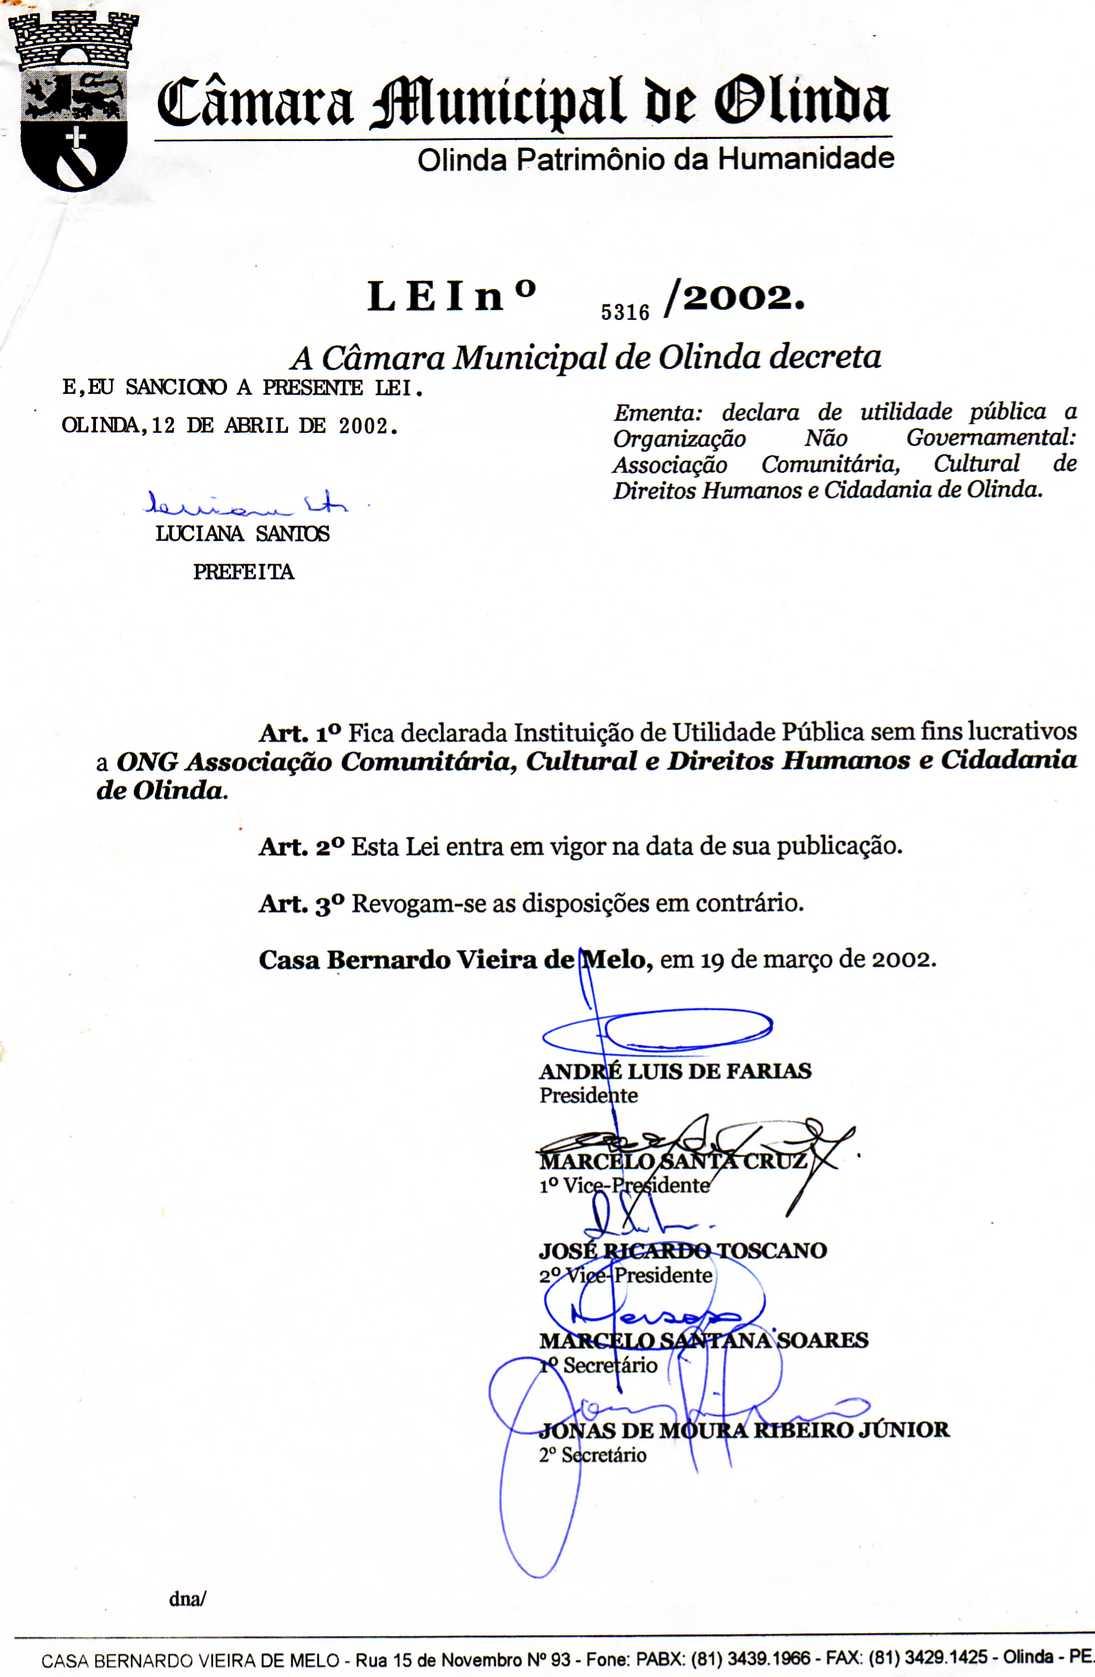 Câmara Municipal de Olinda
Olinda Patrimônio da Humanidade
L E I n º 5316 /2002.
A Câmara Municipal de Olinda decreta
E,EU SANCIONO A PRESENTE LEI.
OLINDA,12 DE ABRIL DE 2002.
LUCIANA SANTOS
PREFEITA
Ementa: declara de utilidade pública a
Organização Não Governamental:
Associação Comunitária, Cultural de
Direitos Humanos e Cidadania de Olinda.
Art. 1º Fica declarada Instituição de Utilidade Pública sem fins lucrativos
a ONG Associação Comunitária, Cultural e Direitos Humanos e Cidadania
de Olinda.
Art. 2º Esta Lei entra em vigor na data de sua publicação.
Art. 3º Revogam-se as disposições em contrário.
Casa Bernardo Vieira de Melo, em 19 de março de 2002.
ANDRÉ LUIS DE FARIAS
Presidente
MARCELO SANTA CRUZ
1º Vice-Presidente
JOSÉ RICARDO TOSCANO
2º Vice-Presidente
MARCELO SANTANA SOARES
1º Secretário
JONAS DE MOURA RIBEIRO JÚNIOR
2º Secretário
dna/
CASA BERNARDO VIEIRA DE MELO - Rua 15 de Novembro Nº 93 - Fone: PABX: (81) 3439.1966 - FAX: (81) 3429.1425 - Olinda - PE.